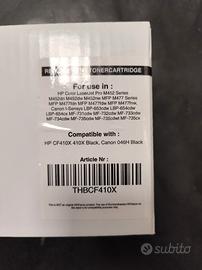 TONERCARTRIDGE
For use in :
HP Color LaserJet Pro M452 Series
M452dn M452dw M452nw MFP M477 Series
MFP M477fdn MFP M477fdw MFP M477fnw,
Canon I-Sensys LBP-653cdw LBP-654cdw
LBP-654cx MF-731cdw MF-732cdw MF-733cdw
MF-734cdw MF-735cdw MF-735cx
Compatible with :
HP CF410X 410X Black, Canon 046H Black
Article Nr :
THBCF410X
subito